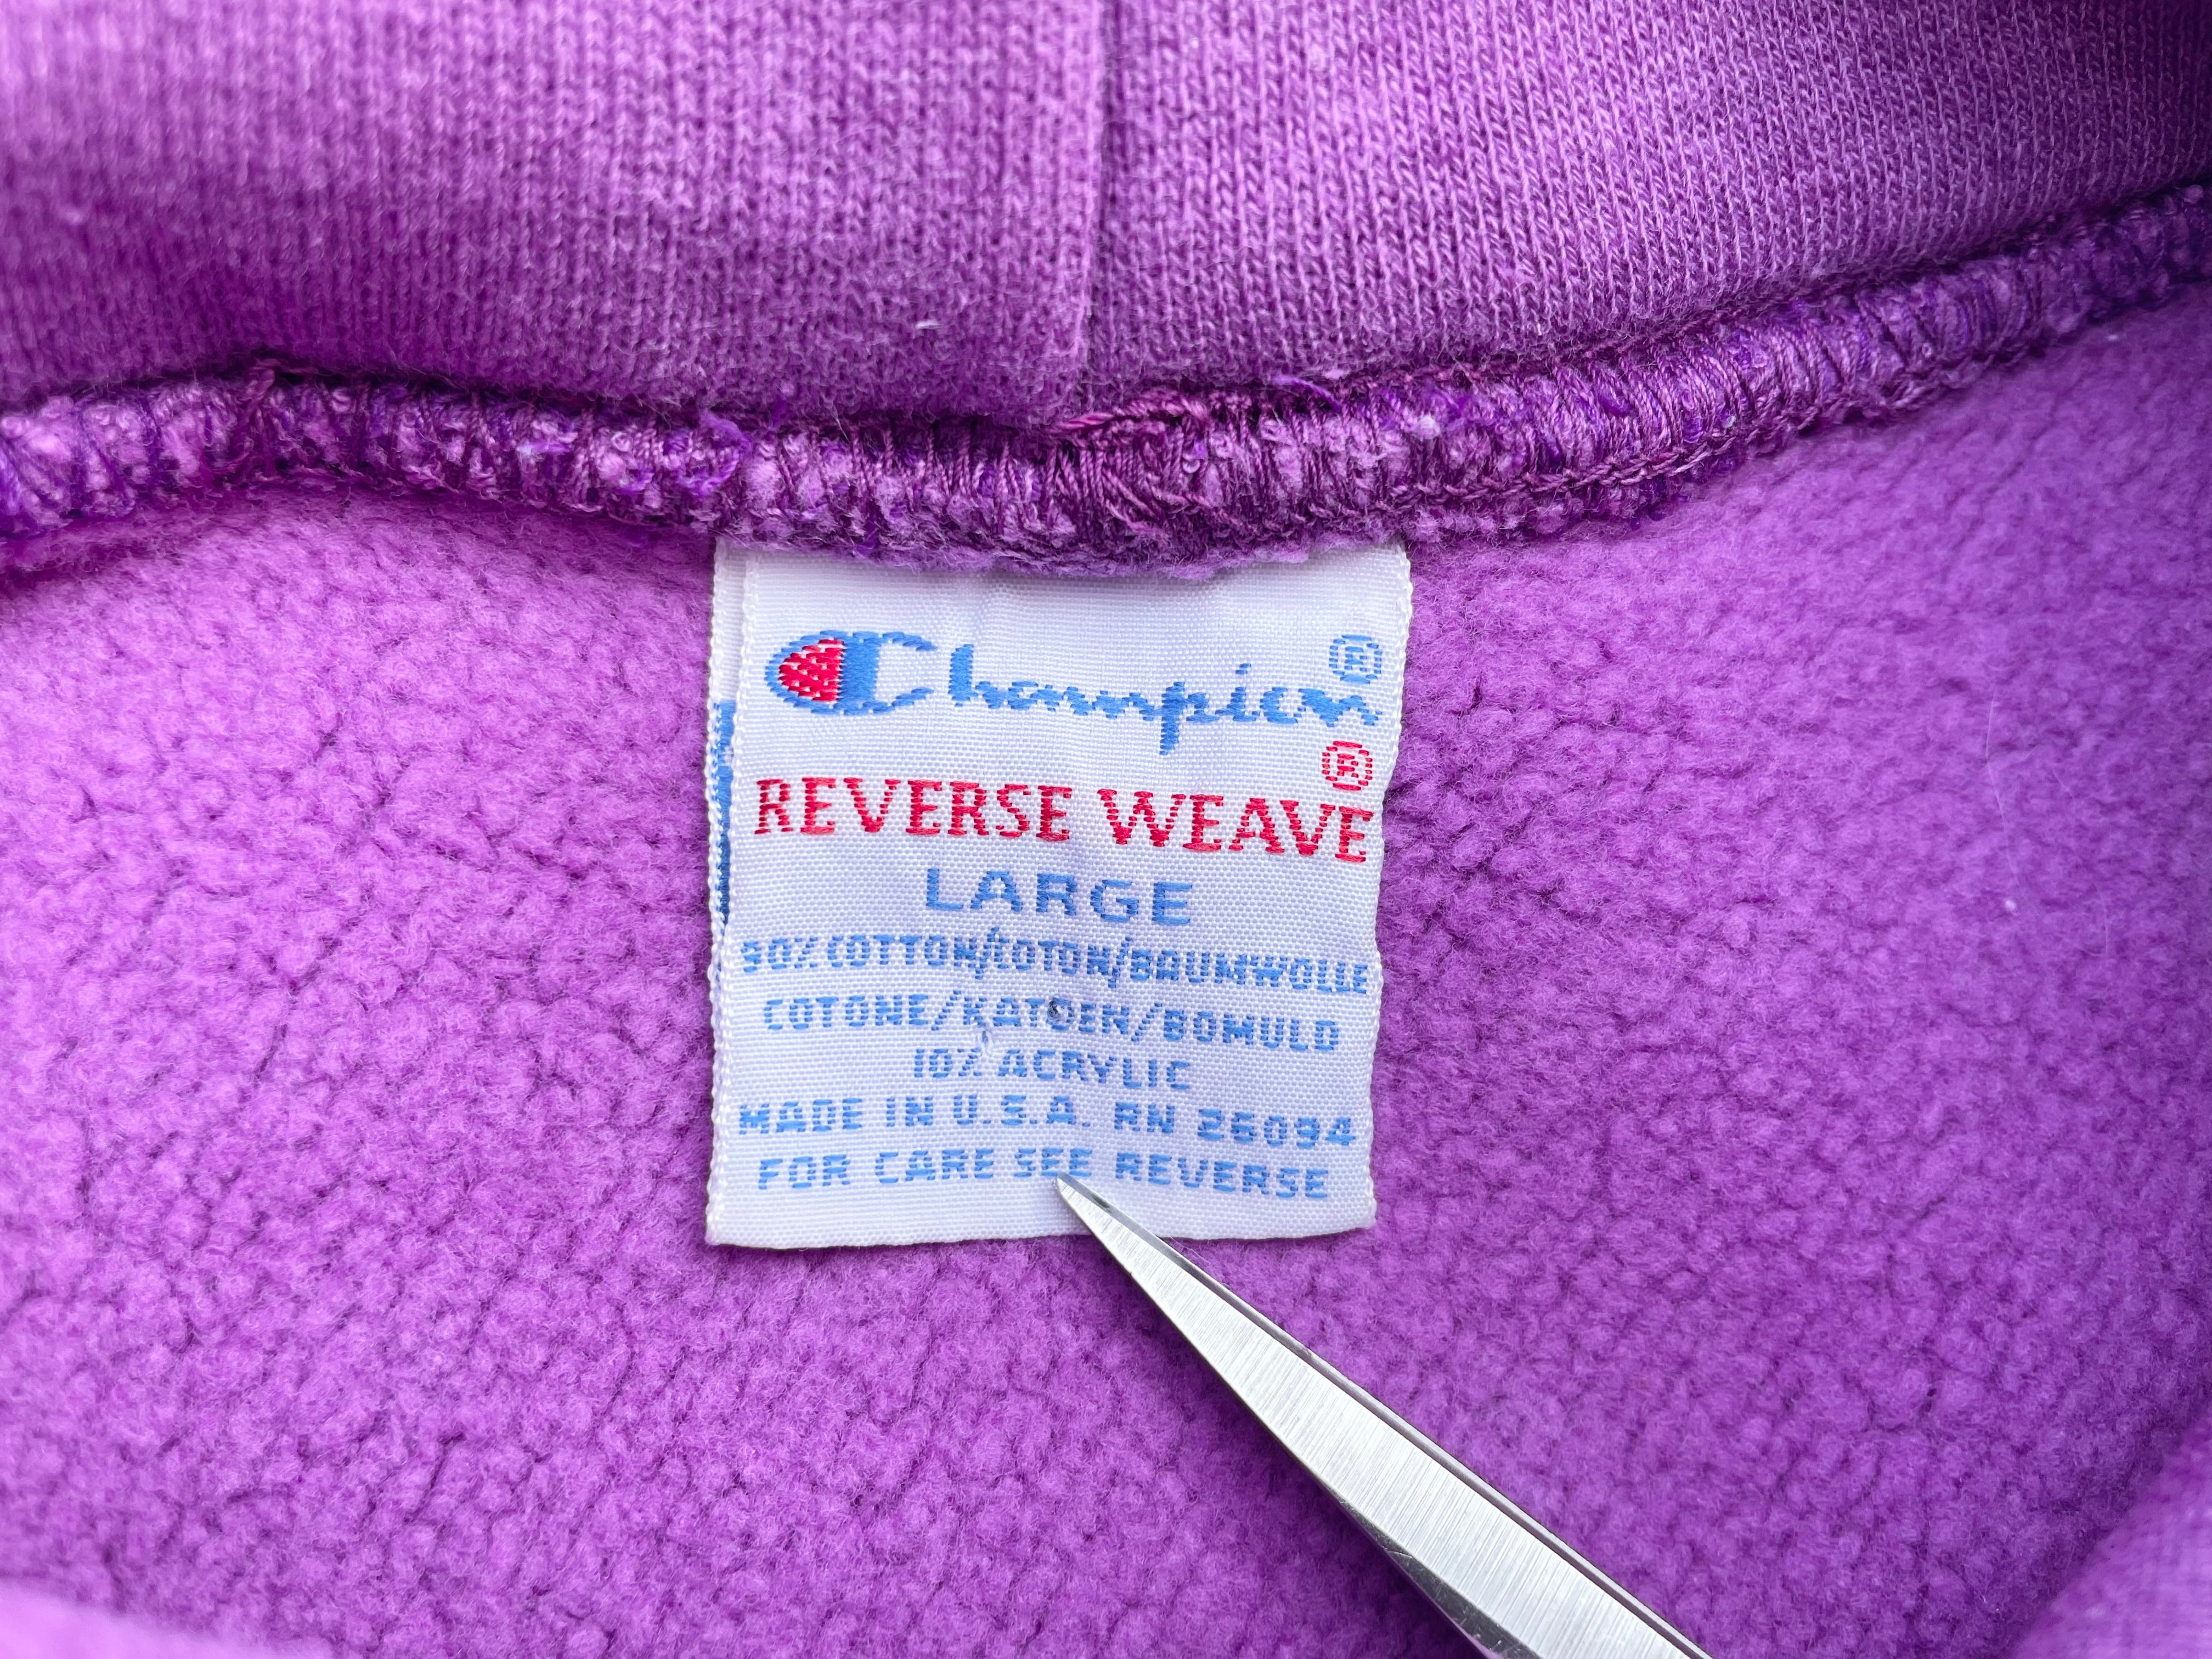 Champion®
REVERSE WEAVE®
LARGE
90% COTTON/COTON/BAUMWOLLE
COTONE/KATOEN/BOMULD
10% ACRYLIC
MADE IN U.S.A. RN 26094
FOR CARE SEE REVERSE